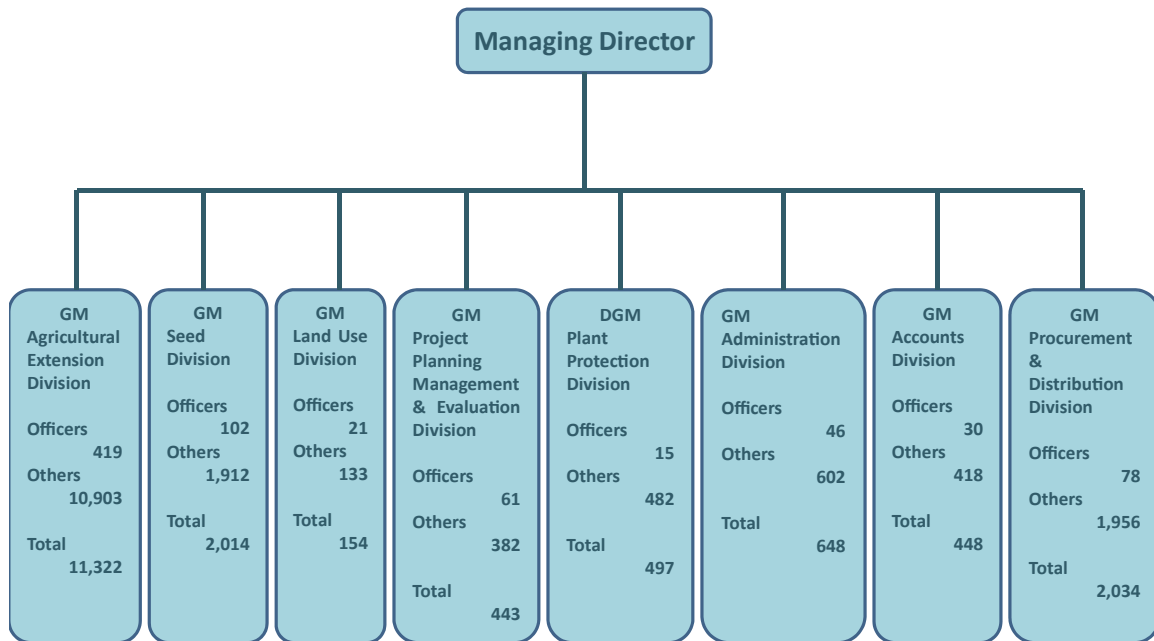 Managing Director
GM
Agricultural
Extension
Division
Officers
419
Others
10,903
Total
11,322
GM
Seed
Division
Officers
102
Others
1,912
Total
2,014
GM
Land Use
Division
Officers
21
Others
133
Total
154
GM
Project
Planning
Management
& Evaluation
Division
Officers
61
Others
382
Total
443
DGM
Plant
Protection
Division
Officers
15
Others
482
Total
497
GM
Administration
Division
Officers
46
Others
602
Total
648
GM
Accounts
Division
Officers
30
Others
418
Total
448
GM
Procurement
&
Distribution
Division
Officers
78
Others
1,956
Total
2,034